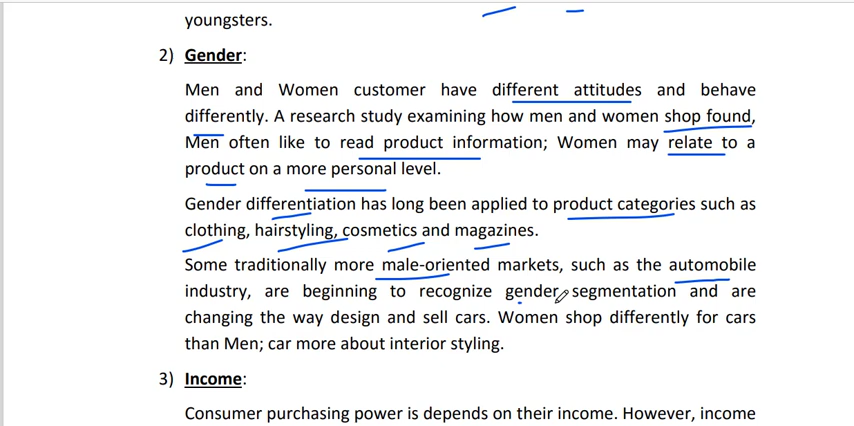 youngsters.
2) Gender:
Men and Women customer have different attitudes and behave
differently. A research study examining how men and women shop found,
Men often like to read product information; Women may relate to a
product on a more personal level.
Gender differentiation has long been applied to product categories such as
clothing, hairstyling, cosmetics and magazines.
Some traditionally more male-oriented markets, such as the automobile
industry, are beginning to recognize gender segmentation and are
changing the way design and sell cars. Women shop differently for cars
than Men; car more about interior styling.
3) Income:
Consumer purchasing power is depends on their income. However, income